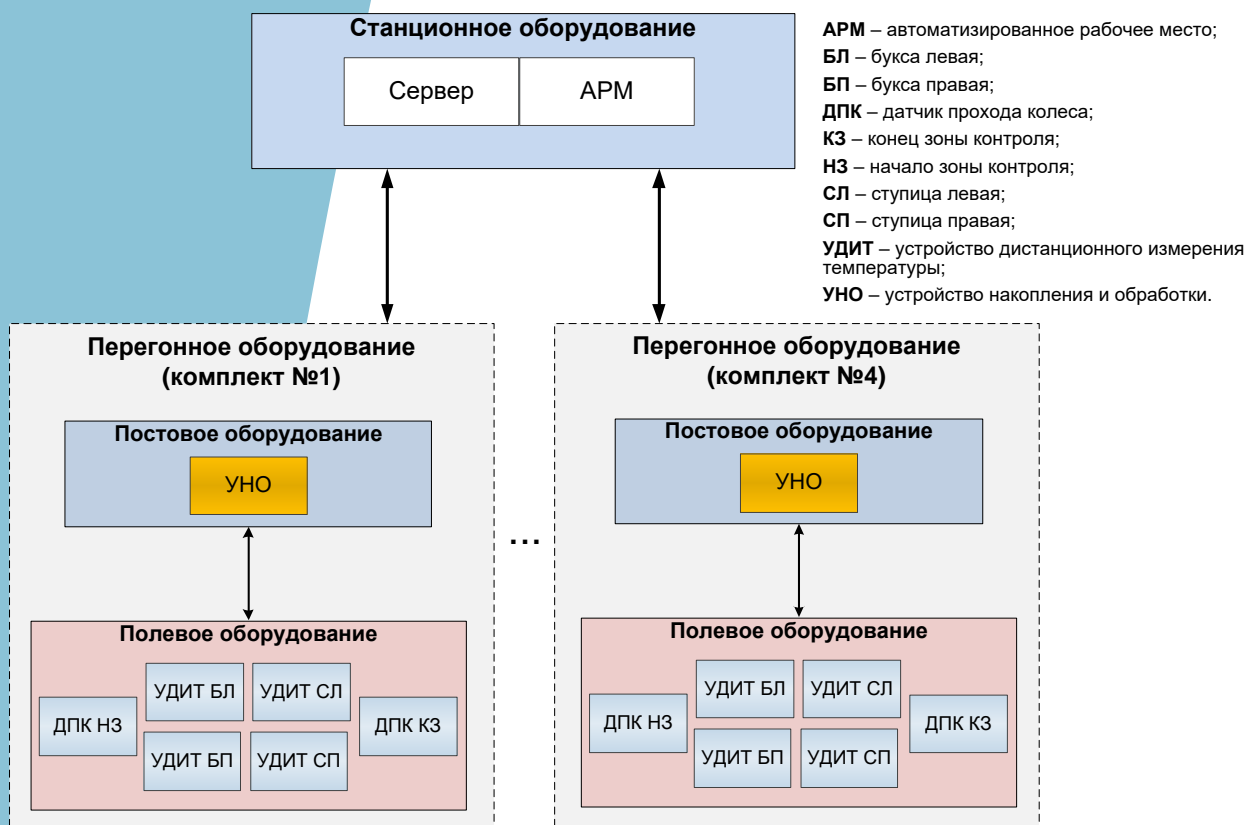 Станционное оборудование
Сервер
АРМ
АРМ – автоматизированное рабочее место;
БЛ – букса левая;
БП – букса правая;
ДПК – датчик прохода колеса;
КЗ – конец зоны контроля;
НЗ – начало зоны контроля;
СЛ – ступица левая;
СП – ступица правая;
УДИТ – устройство дистанционного измерения
температуры;
УНО – устройство накопления и обработки.
Перегонное оборудование
(комплект №1)
Постовое оборудование
УНО
Полевое оборудование
ДПК НЗ
УДИТ БЛ
УДИТ СЛ
УДИТ БП
УДИТ СП
ДПК КЗ
...
Перегонное оборудование
(комплект №4)
Постовое оборудование
УНО
Полевое оборудование
ДПК НЗ
УДИТ БЛ
УДИТ СЛ
УДИТ БП
УДИТ СП
ДПК КЗ